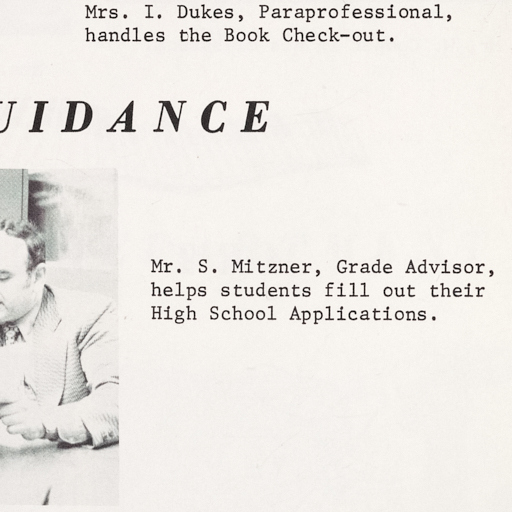 Mrs. I. Dukes, Paraprofessional,
handles the Book Check-out.
UIDANCE
Mr. S. Mitzner, Grade Advisor,
helps students fill out their
High School Applications.